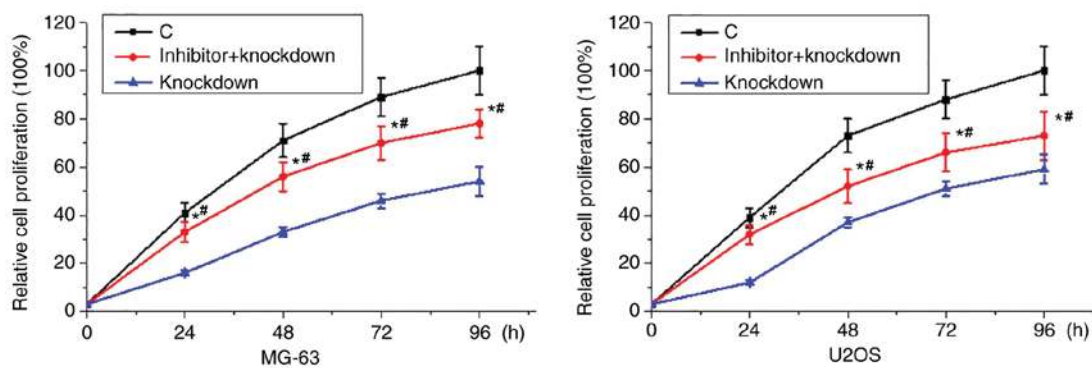 Relative cell proliferation (100%)
120
100
80
60
40
20
0
C
Inhibitor+knockdown
Knockdown
*#
*#
*#
*#
0 24 48 72 96 (h)
MG-63
Relative cell proliferation (100%)
120
100
80
60
40
20
0
C
Inhibitor+knockdown
Knockdown
*#
*#
*#
*#
0 24 48 72 96 (h)
U2OS